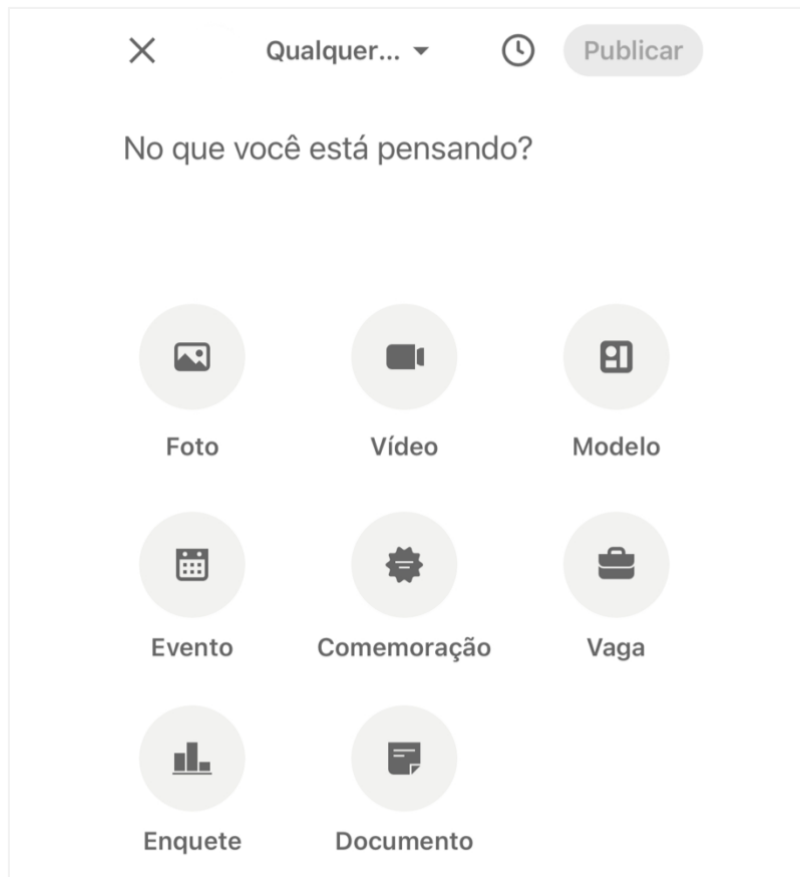 Qualquer... Publicar
No que você está pensando?
Foto Vídeo Modelo
Evento Comemoração Vaga
Enquete Documento